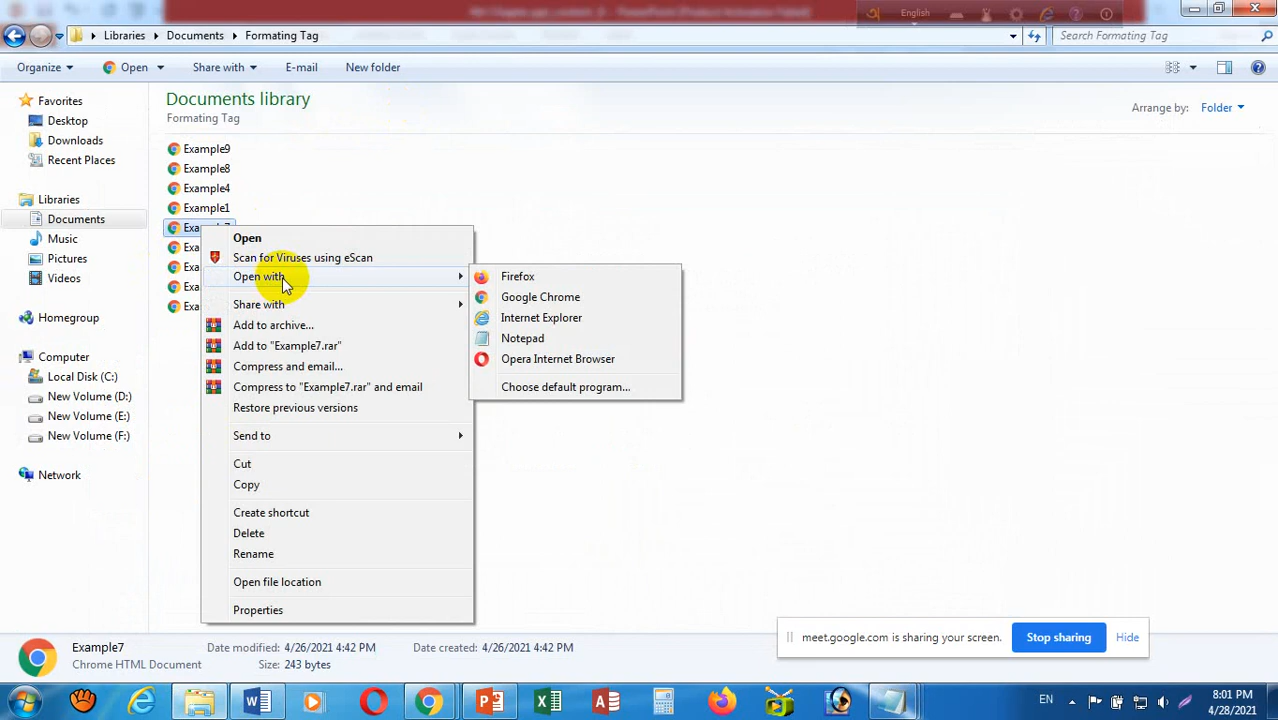 English
Libraries Documents Formating Tag
Search Formating Tag
Organize Open Share with E-mail New folder
Favorites
Desktop
Downloads
Recent Places
Libraries
Documents
Music
Pictures
Videos
Homegroup
Computer
Local Disk (C:)
New Volume (D:)
New Volume (E:)
New Volume (F:)
Network
Documents library
Formating Tag
Arrange by: Folder
Example9
Example8
Example4
Example1
Open
Scan for Viruses using eScan
Open with
Share with
Add to archive...
Add to "Example7.rar"
Compress and email...
Compress to "Example7.rar" and email
Restore previous versions
Send to
Cut
Copy
Create shortcut
Delete
Rename
Open file location
Properties
Firefox
Google Chrome
Internet Explorer
Notepad
Opera Internet Browser
Choose default program...
meet.google.com is sharing your screen. Stop sharing Hide
Example7 Date modified: 4/26/2021 4:42 PM Date created: 4/26/2021 4:42 PM
Chrome HTML Document Size: 243 bytes
EN
8:01 PM
4/28/2021